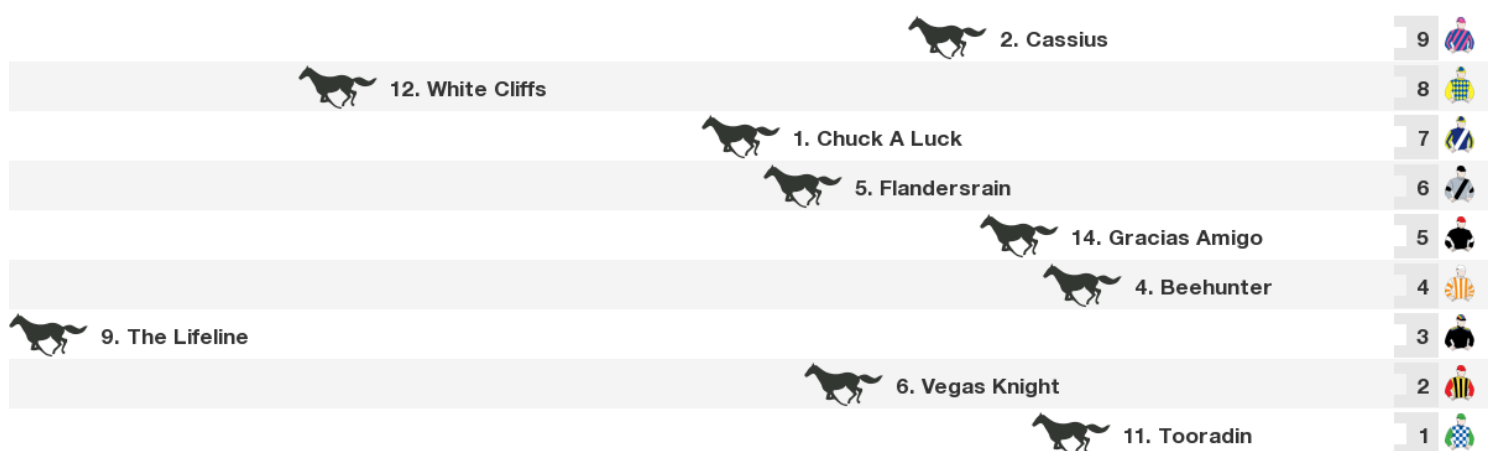 2. Cassius 9
12. White Cliffs 8
1. Chuck A Luck 7
5. Flandersrain 6
14. Gracias Amigo 5
4. Beehunter 4
9. The Lifeline 3
6. Vegas Knight 2
11. Tooradin 1